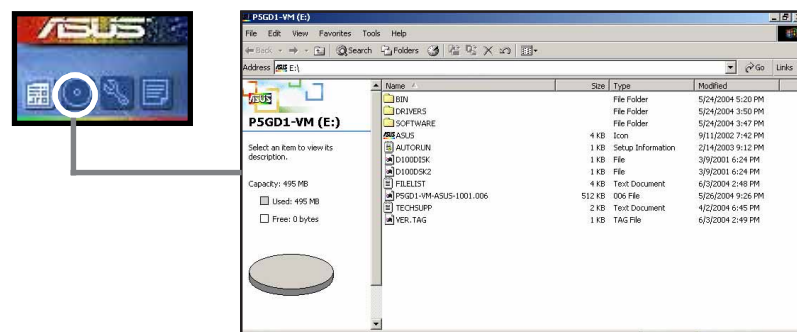 ASUS
P5GD1-VM (E:)
File Edit View Favorites Tools Help
Back Search Folders
Address E:\ Go Links
Name Size Type Modified
BIN File Folder 5/24/2004 5:20 PM
DRIVERS File Folder 5/24/2004 3:50 PM
SOFTWARE File Folder 5/24/2004 3:47 PM
ASUS 4 KB Icon 9/11/2002 7:42 PM
AUTORUN 1 KB Setup Information 2/14/2003 9:12 PM
D100DISK 1 KB File 3/9/2001 6:24 PM
D100DSK2 1 KB File 3/9/2001 6:24 PM
FILELIST 4 KB Text Document 6/3/2004 2:48 PM
P5GD1-VM-ASUS-1001.006 512 KB 006 File 5/26/2004 9:26 PM
TECHSUPP 2 KB Text Document 4/2/2004 6:45 PM
VER.TAG 1 KB TAG File 6/3/2004 2:49 PM
ASUS
P5GD1-VM (E:)
Select an item to view its
description.
Capacity: 495 MB
Used: 495 MB
Free: 0 bytes